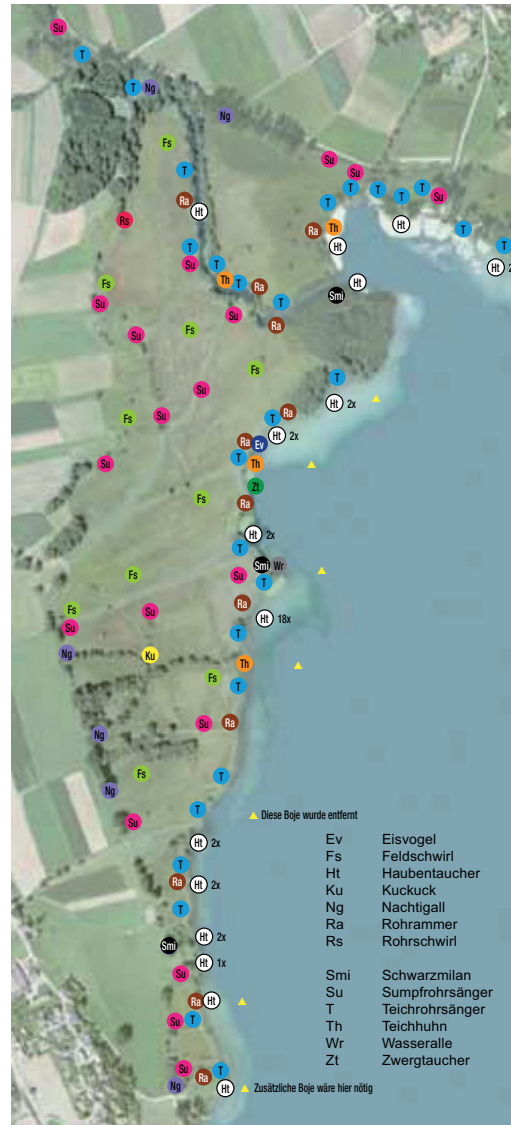 Su
T
T Ng
Ng
Fs
Su
T
Su
T T T T Su
Ra Ht
T
Rs
Ht
Ra Th
T
Ht
T
T
Su T
Ht 2
Fs
Th T Ra
Ht
Smi
Su
T
Su
Ra
Fs
Su
Fs
T
Su
Ht 2x
Fs Su
T Ra
Ht 2x
Ra Ev
Su
T Th
Zt
Fs
Ra
Ht 2x
T
Smi Wr
Fs
Su
T
Ra
Fs
Su
Ht 18x
Su
T
Ng
Ku
Th
Fs
T
Su Ra
Ng
Fs
T
Ng
T
Diese Boje wurde entfernt
Su
Ht 2x
T
Ra Ht 2x
T
Ht 2x
Smi
Ht 1x
Su
Ra Ht
Su T
Su T
Ra
Ng
Ht
Zusätzliche Boje wäre hier nötig
Ev Eisvogel
Fs Feldschwirl
Ht Haubentaucher
Ku Kuckuck
Ng Nachtigall
Ra Rohrammer
Rs Rohrschwirl
Smi Schwarzmilan
Su Sumpfrohrsänger
T Teichrohrsänger
Th Teichhuhn
Wr Wasseralle
Zt Zwergtaucher